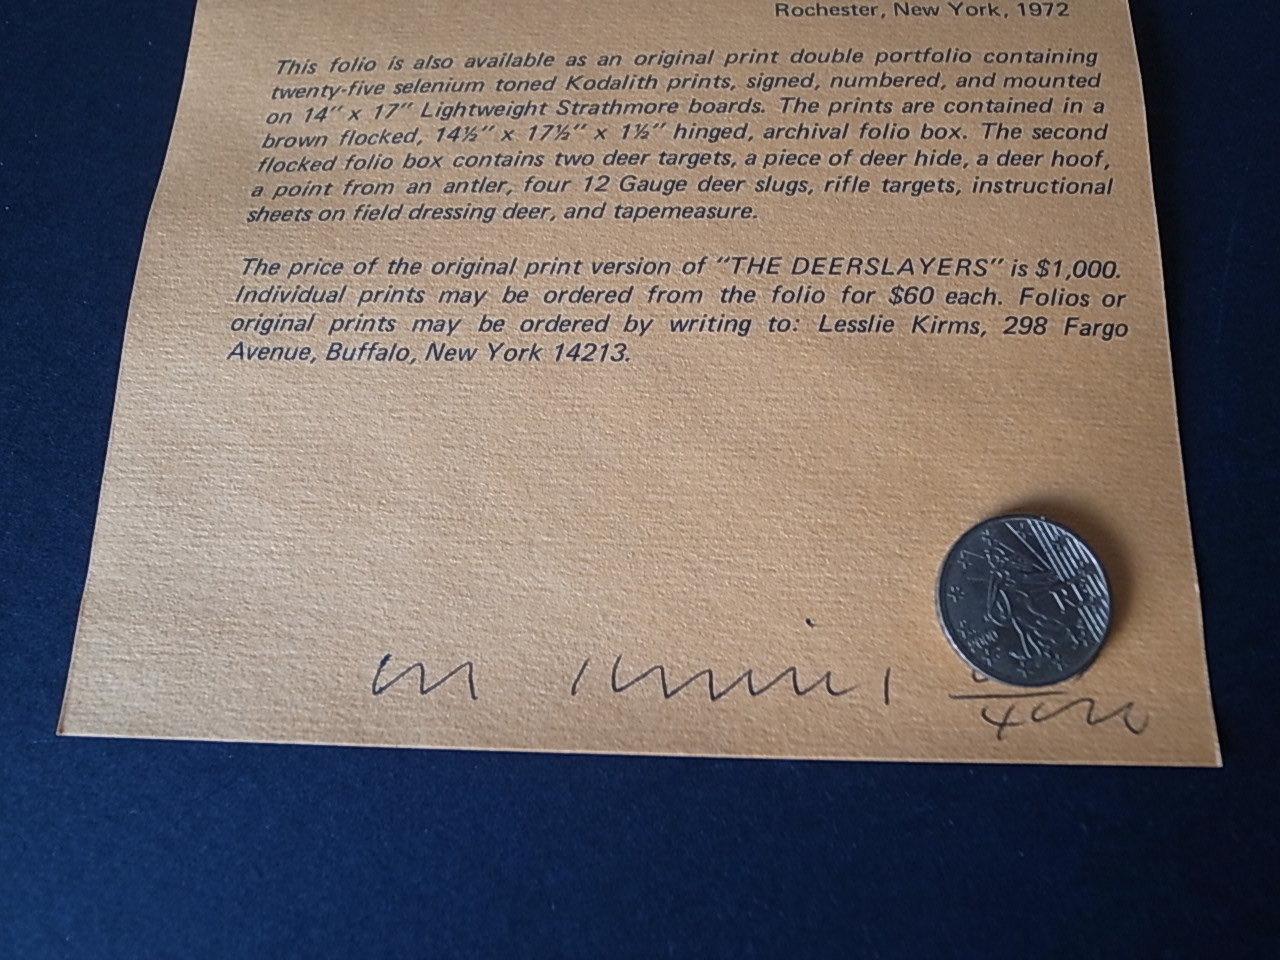 Rochester, New York, 1972
This folio is also available as an original print double portfolio containing
twenty-five selenium toned Kodalith prints, signed, numbered, and mounted
on 14" x 17" Lightweight Strathmore boards. The prints are contained in a
brown flocked, 14½" x 17½" x 1½" hinged, archival folio box. The second
flocked folio box contains two deer targets, a piece of deer hide, a deer hoof,
a point from an antler, four 12 Gauge deer slugs, rifle targets, instructional
sheets on field dressing deer, and tapemeasure.
The price of the original print version of "THE DEERSLAYERS" is $1,000.
Individual prints may be ordered from the folio for $60 each. Folios or
original prints may be ordered by writing to: Lesslie Kirms, 298 Fargo
Avenue, Buffalo, New York 14213.
RF
2000